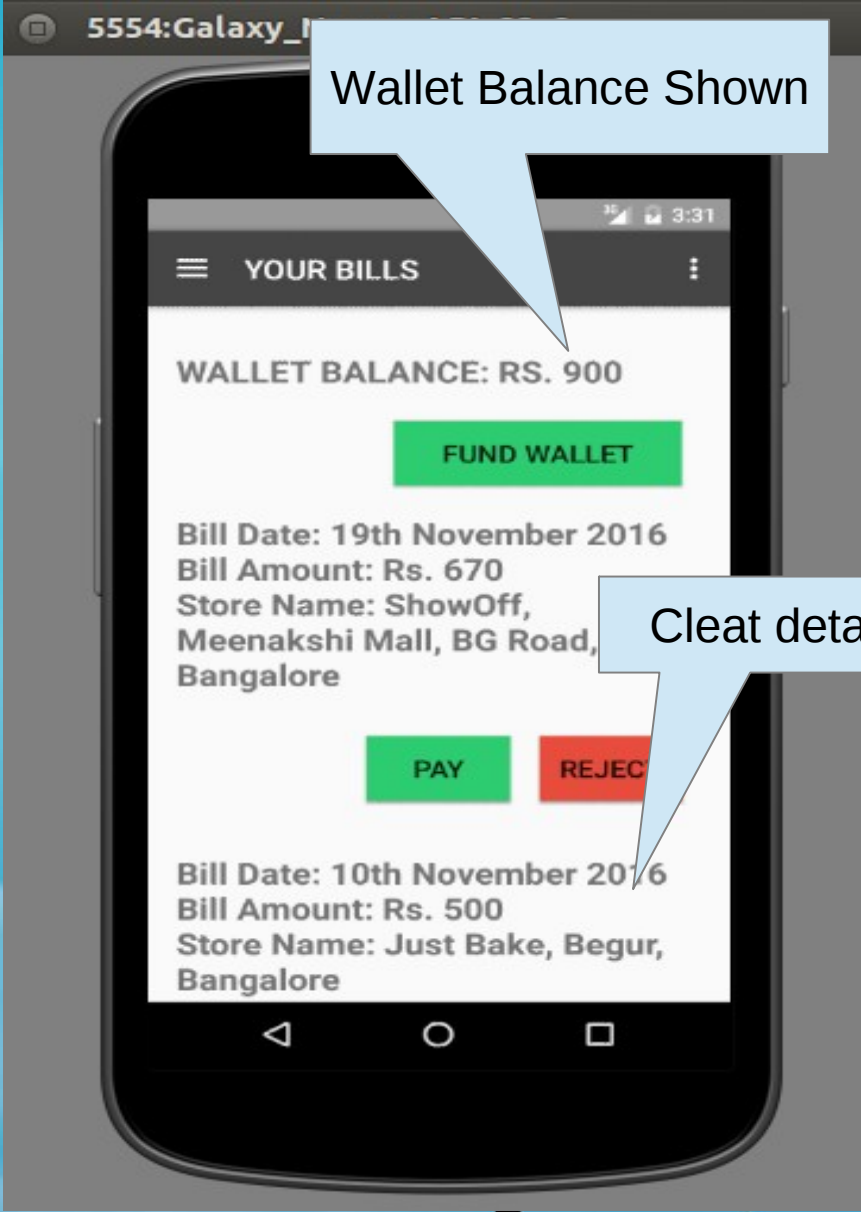 5554:Galaxy_
Wallet Balance Shown
3G 3:31
YOUR BILLS
WALLET BALANCE: RS. 900
FUND WALLET
Bill Date: 19th November 2016
Bill Amount: Rs. 670
Store Name: ShowOff,
Meenakshi Mall, BG Road,
Bangalore
Cleat deta
PAY REJEC
Bill Date: 10th November 2016
Bill Amount: Rs. 500
Store Name: Just Bake, Begur,
Bangalore